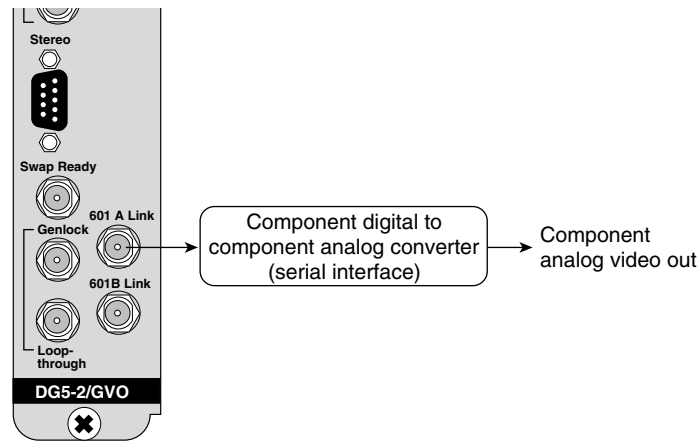 Stereo
Swap Ready
601 A Link
Genlock
601B Link
Loop-
through
DG5-2/GVO
Component digital to
component analog converter
(serial interface)
Component
analog video out